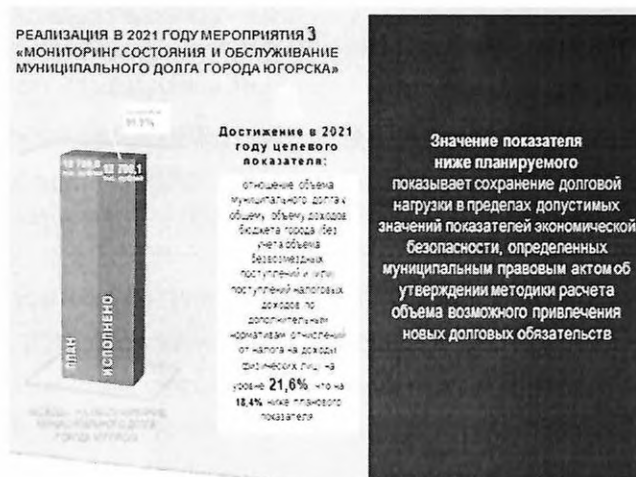 РЕАЛИЗАЦИЯ В 2021 ГОДУ МЕРОПРИЯТИЯ 3
«МОНИТОРИНГ СОСТОЯНИЯ И ОБСЛУЖИВАНИЕ
МУНИЦИПАЛЬНОГО ДОЛГА ГОРОДА ЮГОРСКА»
ПЛАН
ИСПОЛНЕНО
МУНИЦИПАЛЬНОГО ДОЛГА
Достижение в 2021
году целевого
показателя:
отношение объема
муниципального долга к
общему объему доходов
бюджета города (без
учета объема
безвозмездных
поступлений и (или)
поступлений налоговых
доходов по
дополнительным
нормативам отчислений
от налога на доходы
физических лиц) на
уровне 21,6% что на
18,4% ниже планового
показателя
Значение показателя
ниже планируемого
показывает сохранение долговой
нагрузки в пределах допустимых
значений показателей экономической
безопасности, определенных
муниципальным правовым актом об
утверждении методики расчета
объема возможного привлечения
новых долговых обязательств